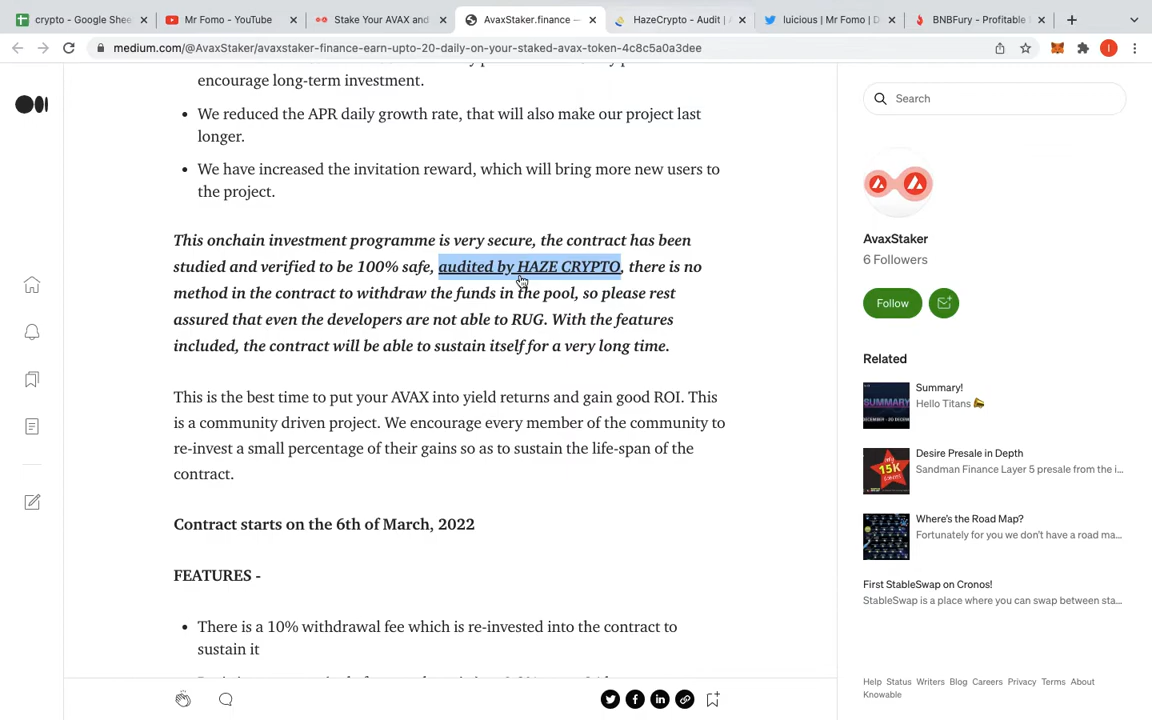 crypto - Google Shee
Mr Fomo - YouTube
Stake Your AVAX and
AvaxStaker.finance —
HazeCrypto - Audit | A
luicious | Mr Fomo | D
BNBFury - Profitable
medium.com/@AvaxStaker/avaxstaker-finance-earn-upto-20-daily-on-your-staked-avax-token-4c8c5a0a3dee
encourage long-term investment.
We reduced the APR daily growth rate, that will also make our project last
longer.
We have increased the invitation reward, which will bring more new users to
the project.
This onchain investment programme is very secure, the contract has been
studied and verified to be 100% safe, audited by HAZE CRYPTO, there is no
method in the contract to withdraw the funds in the pool, so please rest
assured that even the developers are not able to RUG. With the features
included, the contract will be able to sustain itself for a very long time.
This is the best time to put your AVAX into yield returns and gain good ROI. This
is a community driven project. We encourage every member of the community to
re-invest a small percentage of their gains so as to sustain the life-span of the
contract.
Contract starts on the 6th of March, 2022
FEATURES -
There is a 10% withdrawal fee which is re-invested into the contract to
sustain it
Search
AvaxStaker
6 Followers
Follow
Related
Summary!
Hello Titans
Desire Presale in Depth
Sandman Finance Layer 5 presale from the i...
Where's the Road Map?
Fortunately for you we don't have a road ma...
First StableSwap on Cronos!
StableSwap is a place where you can swap between sta...
Help Status Writers Blog Careers Privacy Terms About
Knowable